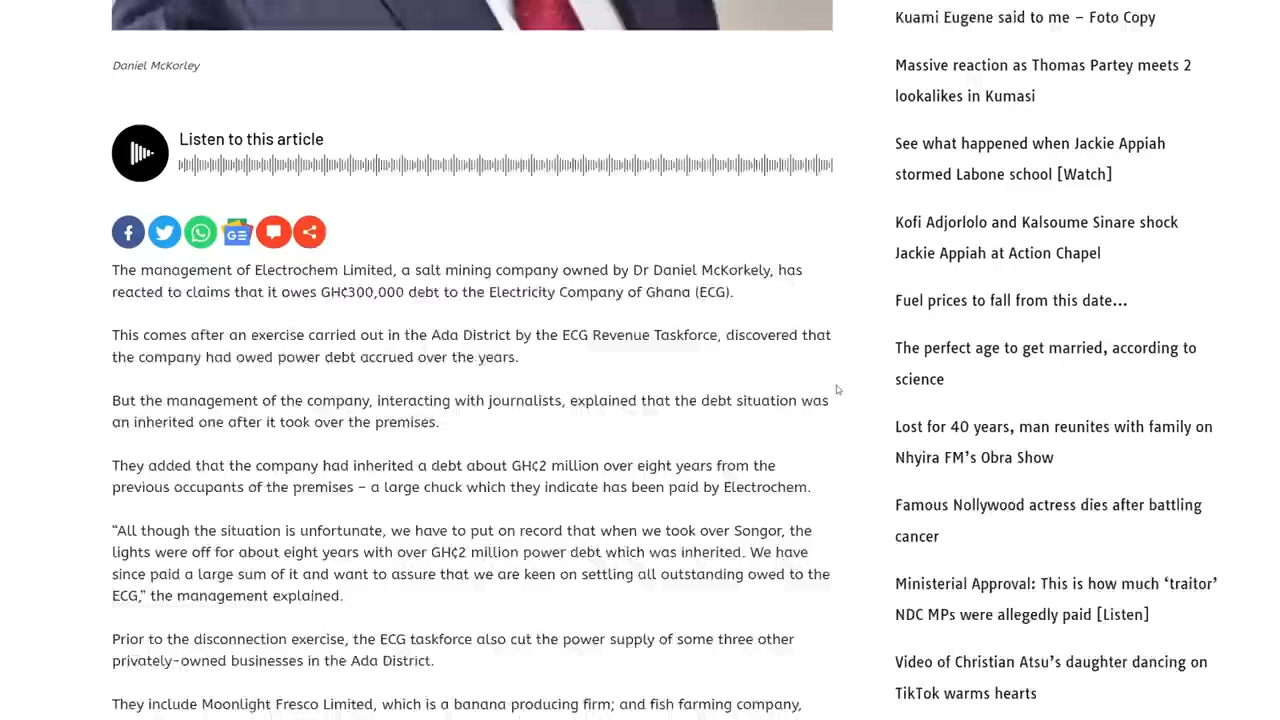 Daniel McKorley
Listen to this article
GE
The management of Electrochem Limited, a salt mining company owned by Dr Daniel McKorkely, has
reacted to claims that it owes GH¢300,000 debt to the Electricity Company of Ghana (ECG).
This comes after an exercise carried out in the Ada District by the ECG Revenue Taskforce, discovered that
the company had owed power debt accrued over the years.
But the management of the company, interacting with journalists, explained that the debt situation was
an inherited one after it took over the premises.
They added that the company had inherited a debt about GH¢2 million over eight years from the
previous occupants of the premises – a large chuck which they indicate has been paid by Electrochem.
“All though the situation is unfortunate, we have to put on record that when we took over Songor, the
lights were off for about eight years with over GH¢2 million power debt which was inherited. We have
since paid a large sum of it and want to assure that we are keen on settling all outstanding owed to the
ECG,” the management explained.
Prior to the disconnection exercise, the ECG taskforce also cut the power supply of some three other
privately-owned businesses in the Ada District.
They include Moonlight Fresco Limited, which is a banana producing firm; and fish farming company,
Kuami Eugene said to me – Foto Copy
Massive reaction as Thomas Partey meets 2
lookalikes in Kumasi
See what happened when Jackie Appiah
stormed Labone school [Watch]
Kofi Adjorlolo and Kalsoume Sinare shock
Jackie Appiah at Action Chapel
Fuel prices to fall from this date...
The perfect age to get married, according to
science
Lost for 40 years, man reunites with family on
Nhyira FM’s Obra Show
Famous Nollywood actress dies after battling
cancer
Ministerial Approval: This is how much ‘traitor’
NDC MPs were allegedly paid [Listen]
Video of Christian Atsu’s daughter dancing on
TikTok warms hearts